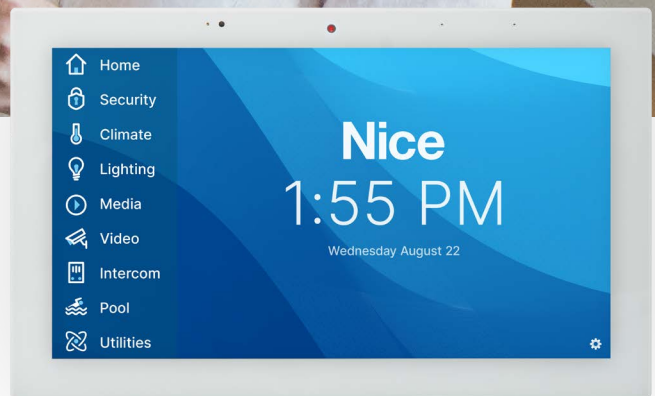 Home
Security
Climate
Lighting
Media
Video
Intercom
Pool
Utilities
Nice
1:55 PM
Wednesday August 22